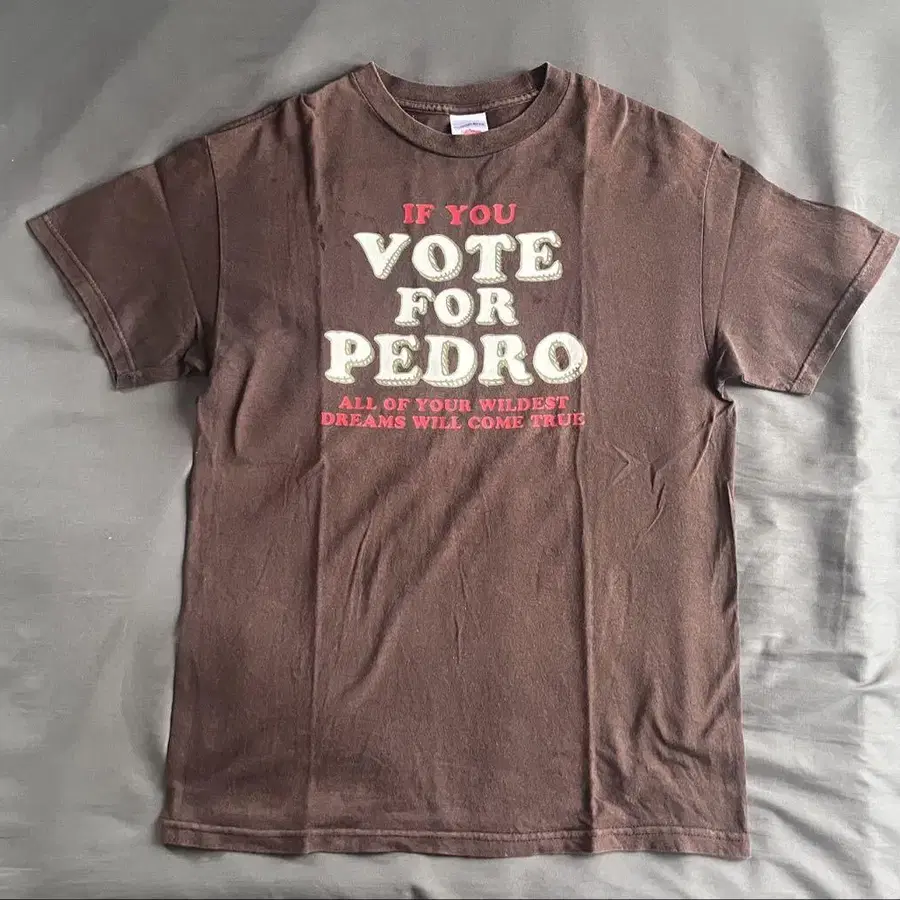 IF YOU
VOTE
FOR
PEDRO
ALL OF YOUR WILDEST
DREAMS WILL COME TRUE